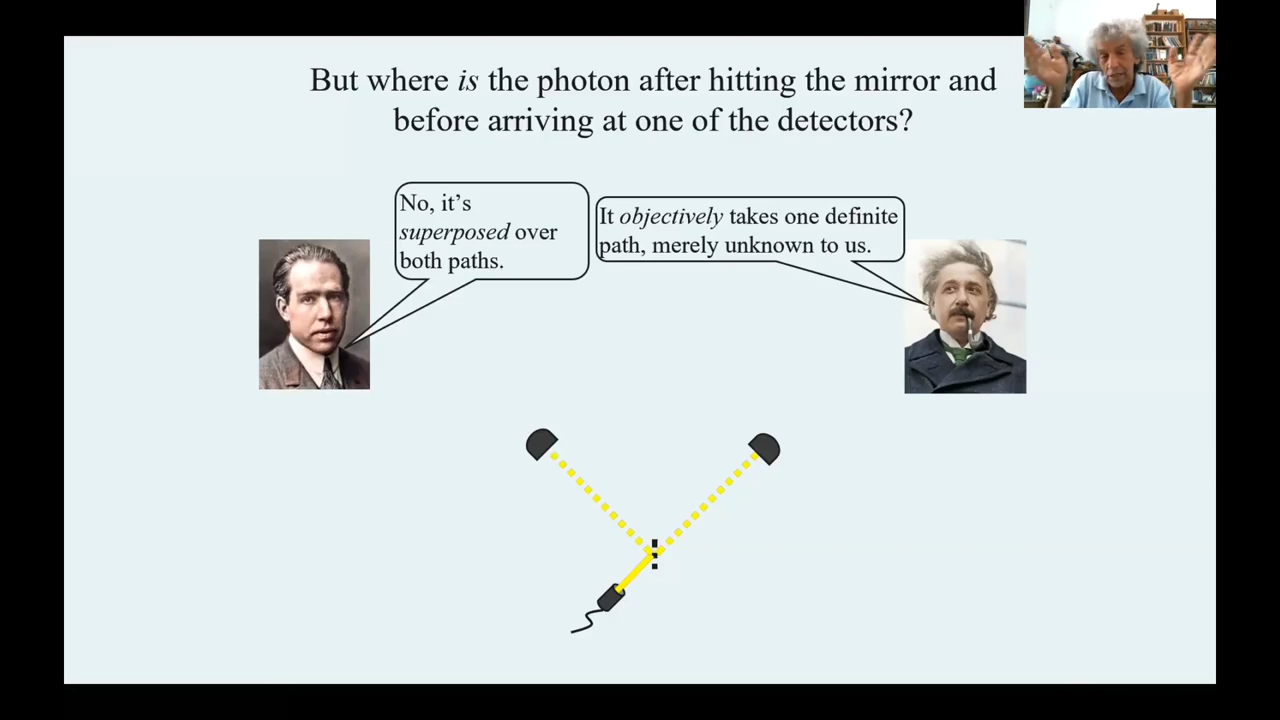 But where is the photon after hitting the mirror and
before arriving at one of the detectors?
No, it’s
superposed over
both paths.
It objectively takes one definite
path, merely unknown to us.